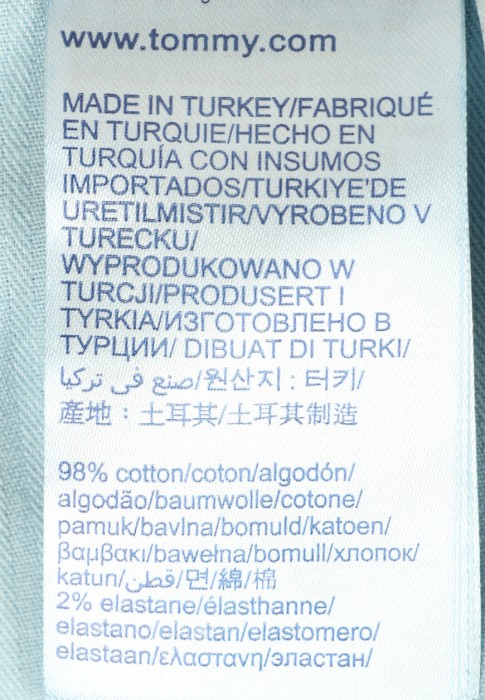 www.tommy.com
MADE IN TURKEY/FABRIQUÉ
EN TURQUIE/HECHO EN
TURQUÍA CON INSUMOS
IMPORTADOS/TURKIYE'DE
URETILMISTIR/VYROBENO V
TURECKU/
WYPRODUKOWANO W
TURCJI/PRODUSERT I
TYRKIA/ИЗГОТОВЛЕНО В
ТУРЦИИ/ DIBUAT DI TURKI/
صنع في تركيا/원산지 : 터키/
產地：土耳其/土耳其制造
98% cotton/coton/algodón/
algodão/baumwolle/cotone/
pamuk/bavlna/bomuld/katoen/
βαμβακι/bawełna/bomull/хлопок/
katun/قطن/면/綿/棉
2% elastane/élasthanne/
elastano/elastan/elastomero/
elastaan/ελαστανη/эластан/